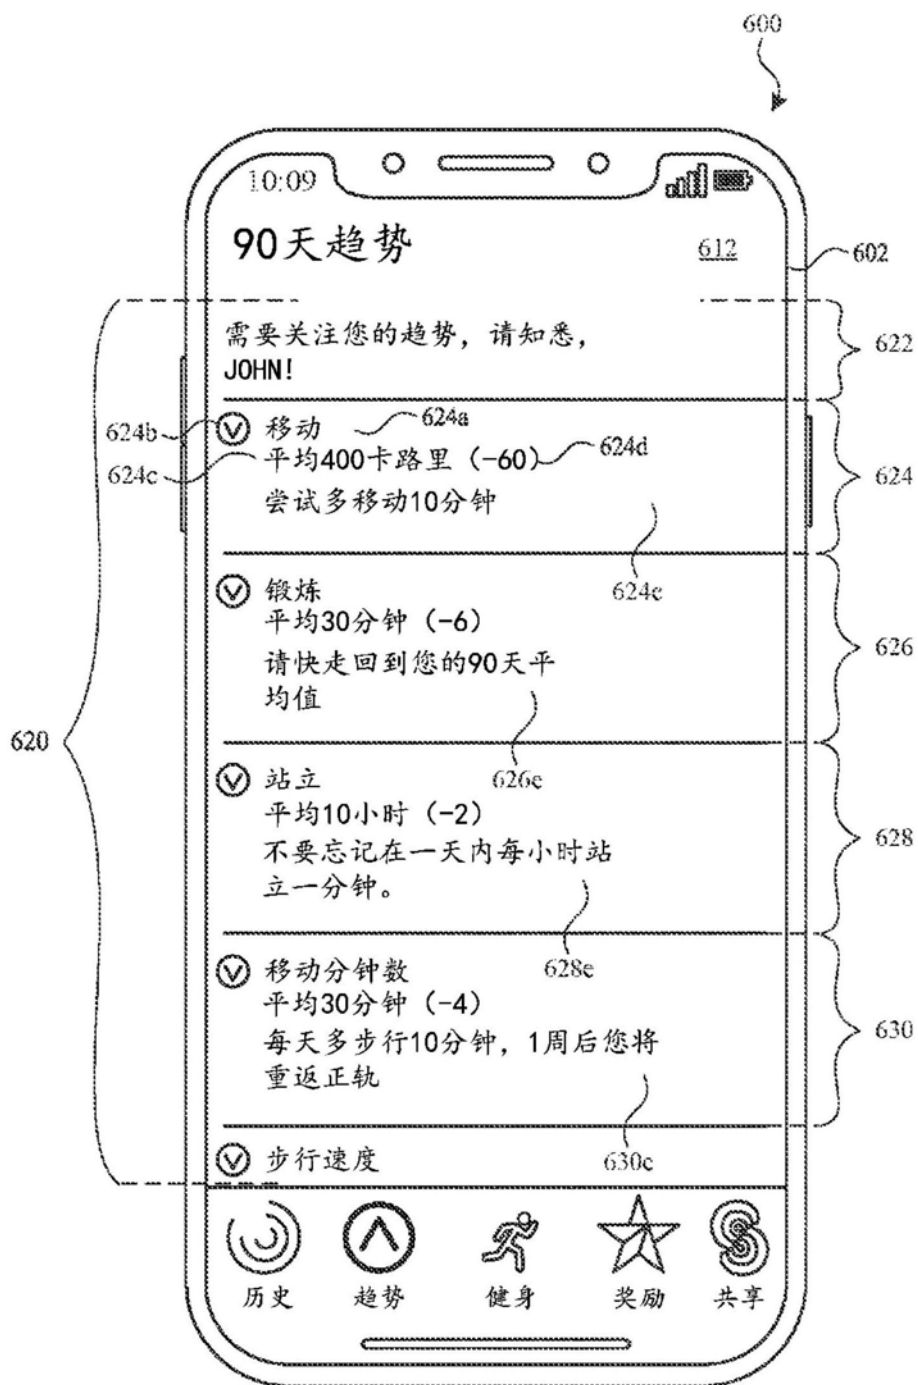 600
10:09
90天趋势
612
602
需要关注您的趋势，请知悉，
JOHN!
622
624b
移动
624a
624c
平均400卡路里（-60）
624d
尝试多移动10分钟
624
624e
锻炼
平均30分钟（-6）
请快走回到您的90天平
均值
626
620
626e
站立
平均10小时（-2）
不要忘记在一天内每小时站
立一分钟。
628
628e
移动分钟数
平均30分钟（-4）
每天多步行10分钟，1周后您将
重返正轨
630
630e
步行速度
历史
趋势
健身
奖励
共享